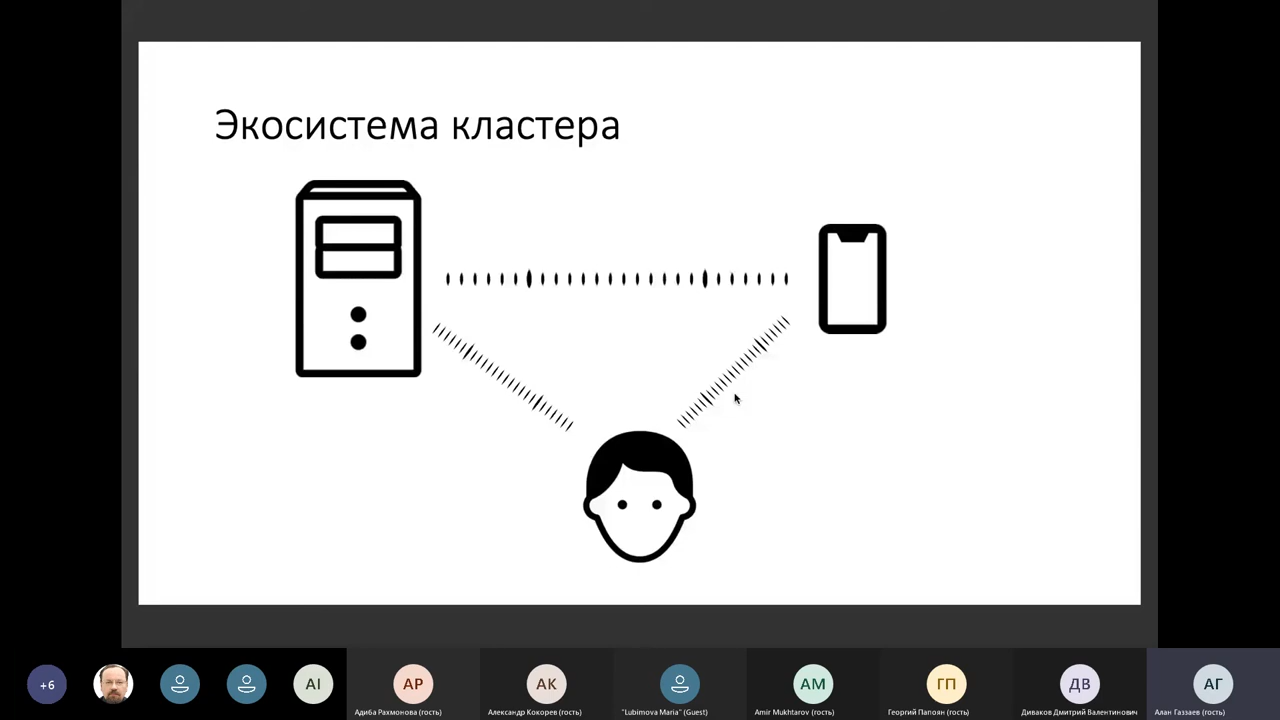 Экосистема кластера
+6
AI
АР
АК
АМ
ГП
ДВ
АГ
Адиба Рахмонова (гость)
Александр Кокорев (гость)
"Lubimova Maria" (Guest)
Amir Mukhtarov (гость)
Георгий Папоян (гость)
Диваков Дмитрий Валентинович
Алан Газзаев (гость)